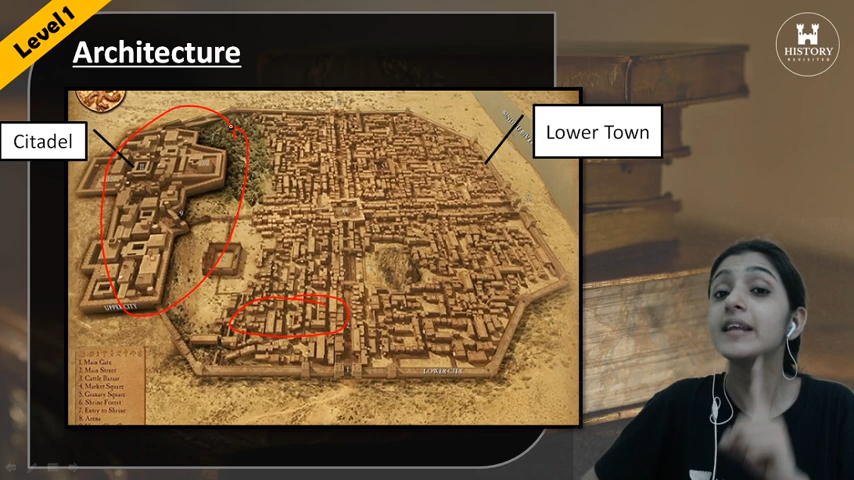 Level 1
Architecture
HISTORY
REVISITED
Citadel
Lower Town
UPPER CITY
LOWER CITY
1. Main Gate
2. Main Street
3. Cattle Bazaar
4. Market Square
5. Granary Square
6. Shrine Forest
7. Entry to Shrine
8. Arena